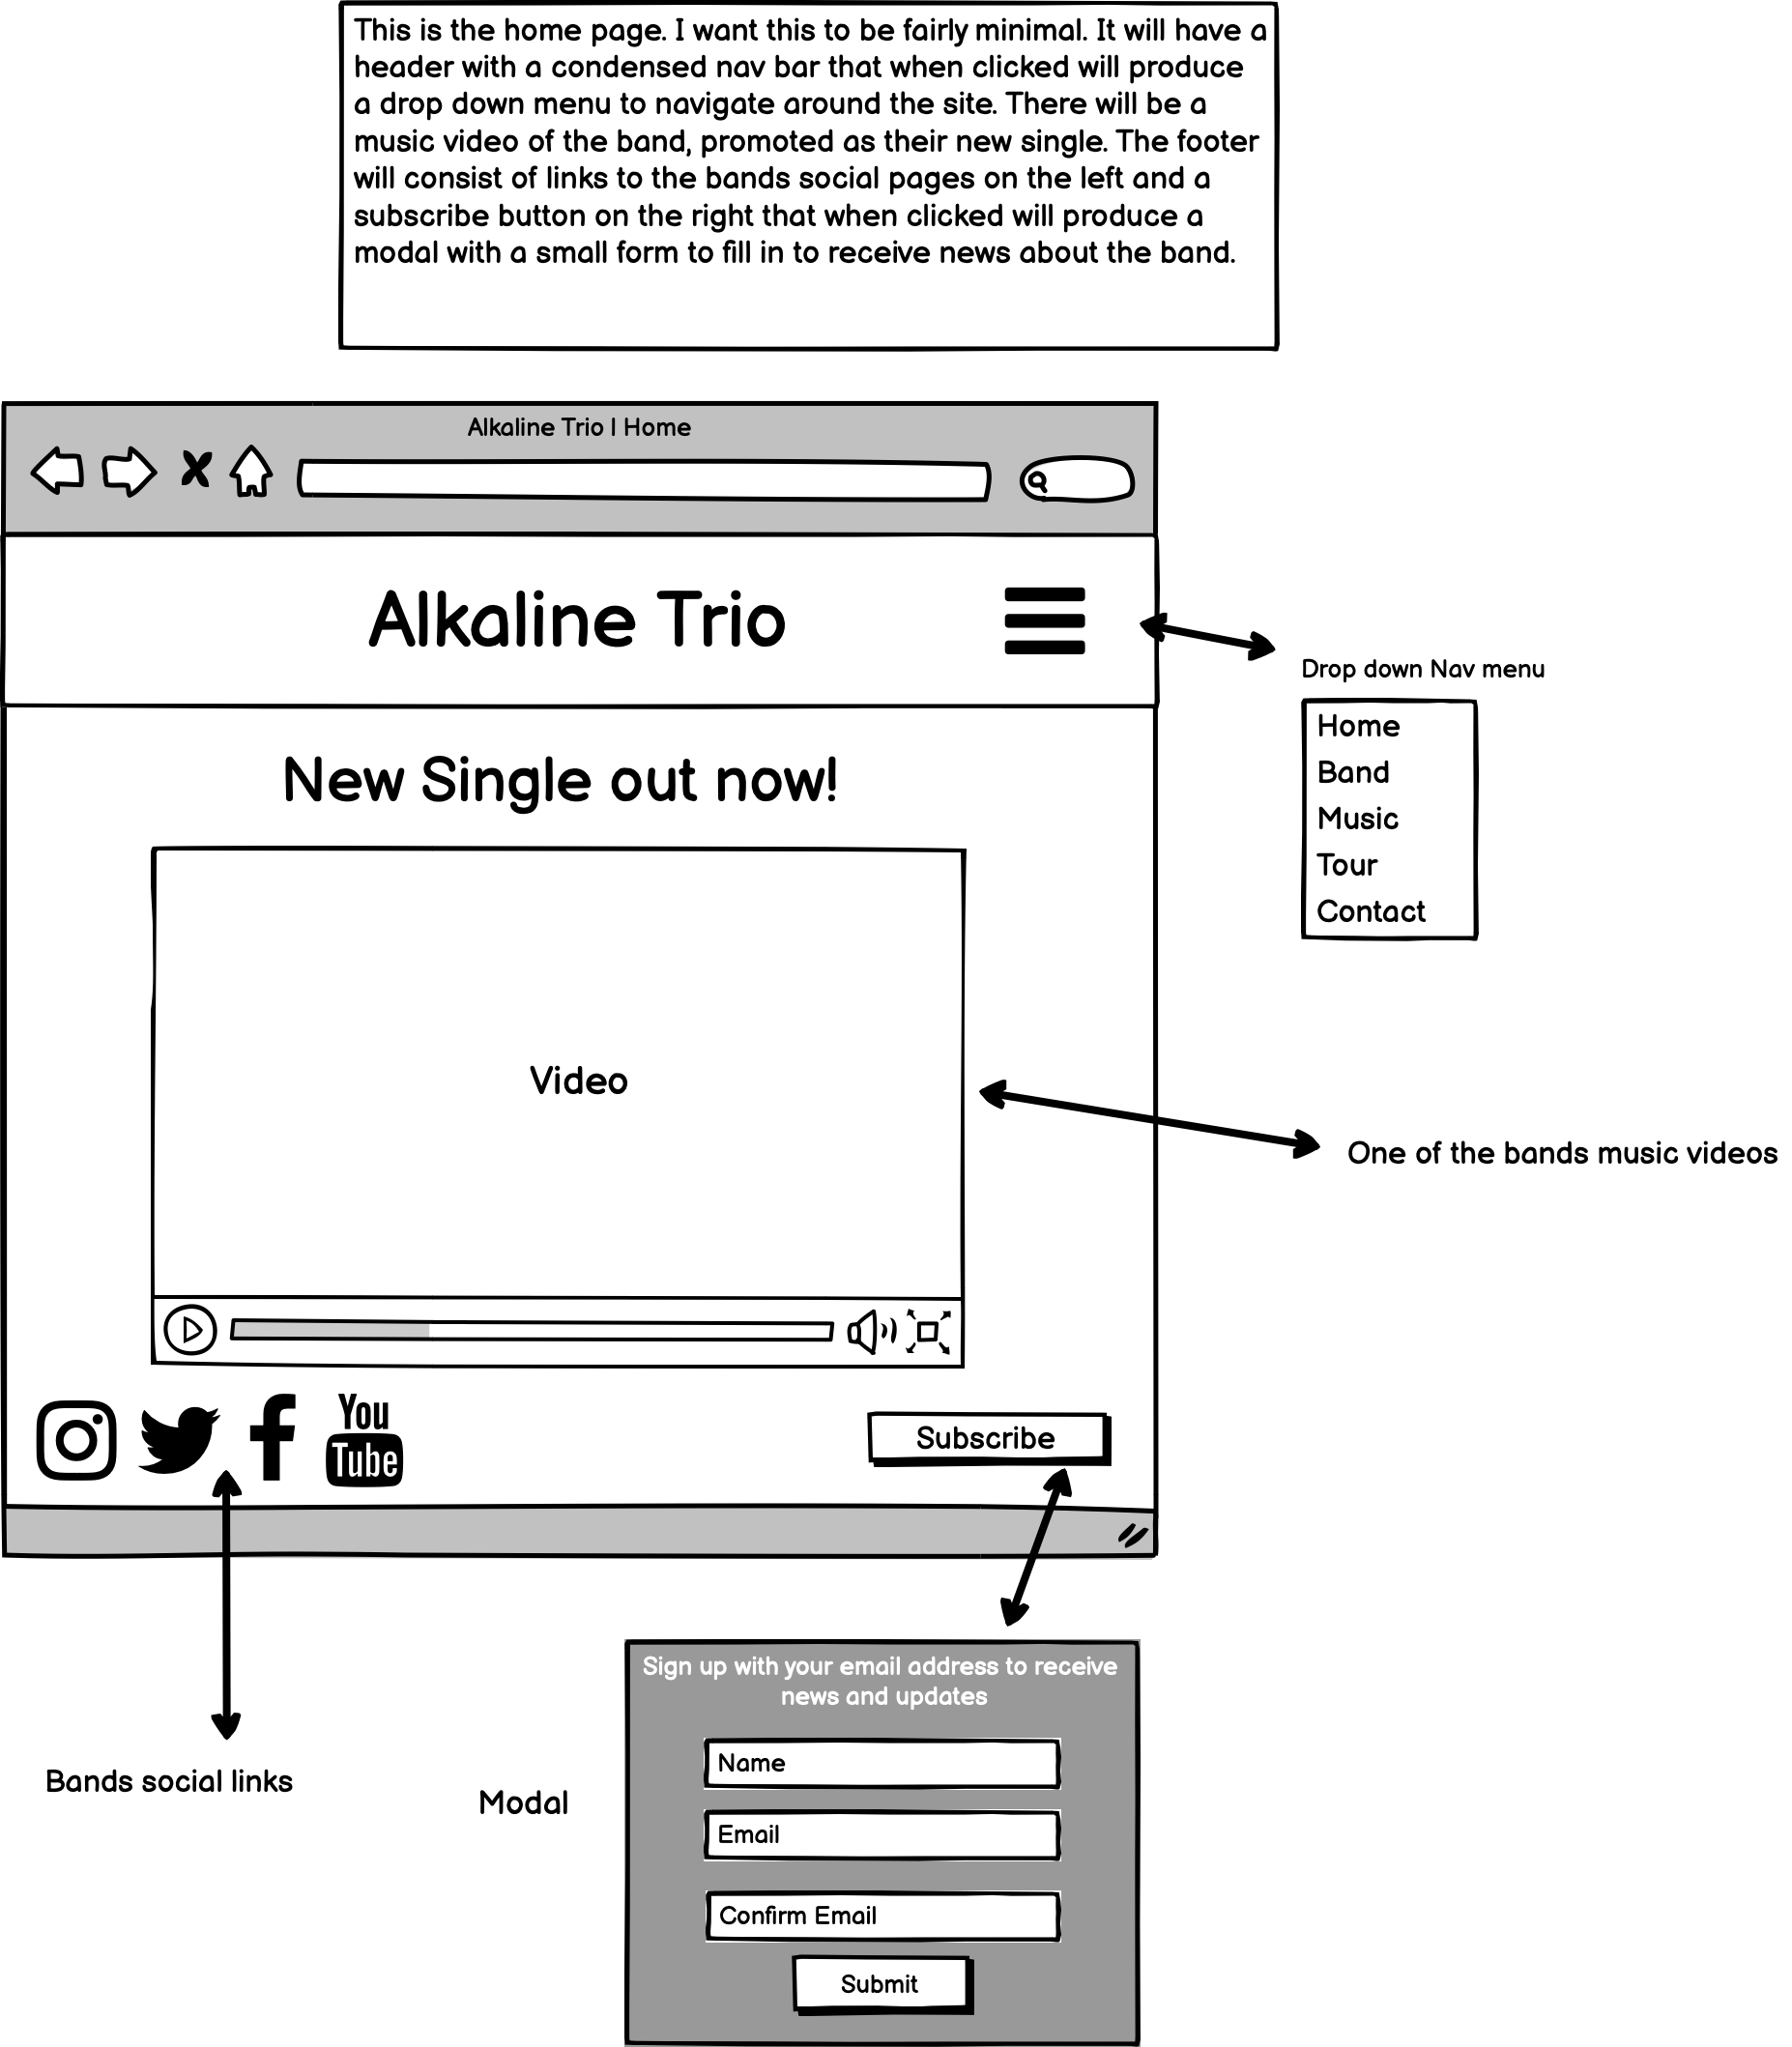 This is the home page. I want this to be fairly minimal. It will have a
header with a condensed nav bar that when clicked will produce
a drop down menu to navigate around the site. There will be a
music video of the band, promoted as their new single. The footer
will consist of links to the bands social pages on the left and a
subscribe button on the right that when clicked will produce a
modal with a small form to fill in to receive news about the band.
Alkaline Trio | Home
Alkaline Trio
Drop down Nav menu
Home
Band
Music
Tour
Contact
New Single out now!
Video
One of the bands music videos
You
Tube
Subscribe
Bands social links
Modal
Sign up with your email address to receive
news and updates
Name
Email
Confirm Email
Submit